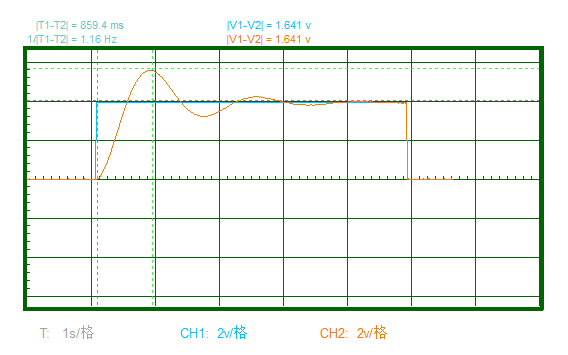 |T1-T2| = 859.4 ms |V1-V2| = 1.641 v
1/|T1-T2| = 1.16 Hz |V1-V2| = 1.641 v
T: 1s/格 CH1: 2v/格 CH2: 2v/格